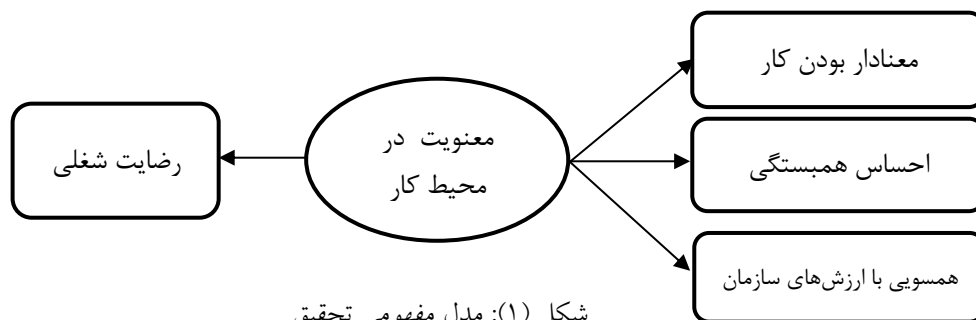 معنادار بودن کار
احساس همبستگی
همسویی با ارزش‌های سازمان
معنویت در
محیط کار
رضایت شغلی
شکل (۱): مدل مفهومی تحقیق